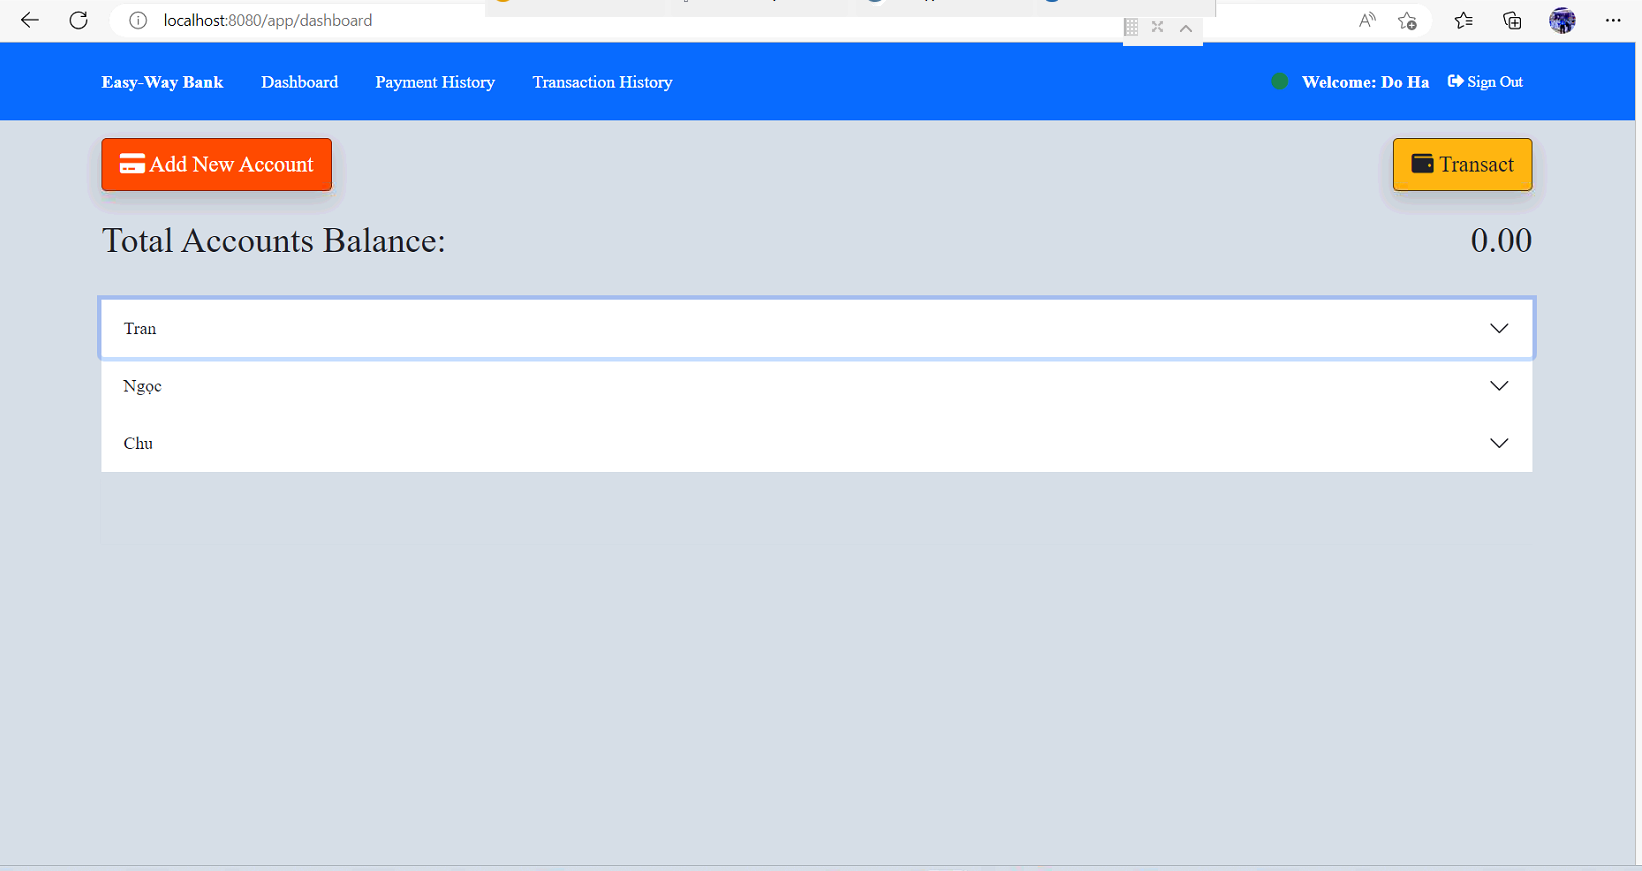 localhost:8080/app/dashboard
Easy-Way Bank Dashboard Payment History Transaction History Welcome: Do Ha Sign Out
Add New Account Transact
Total Accounts Balance: 0.00
Tran
Ngọc
Chu